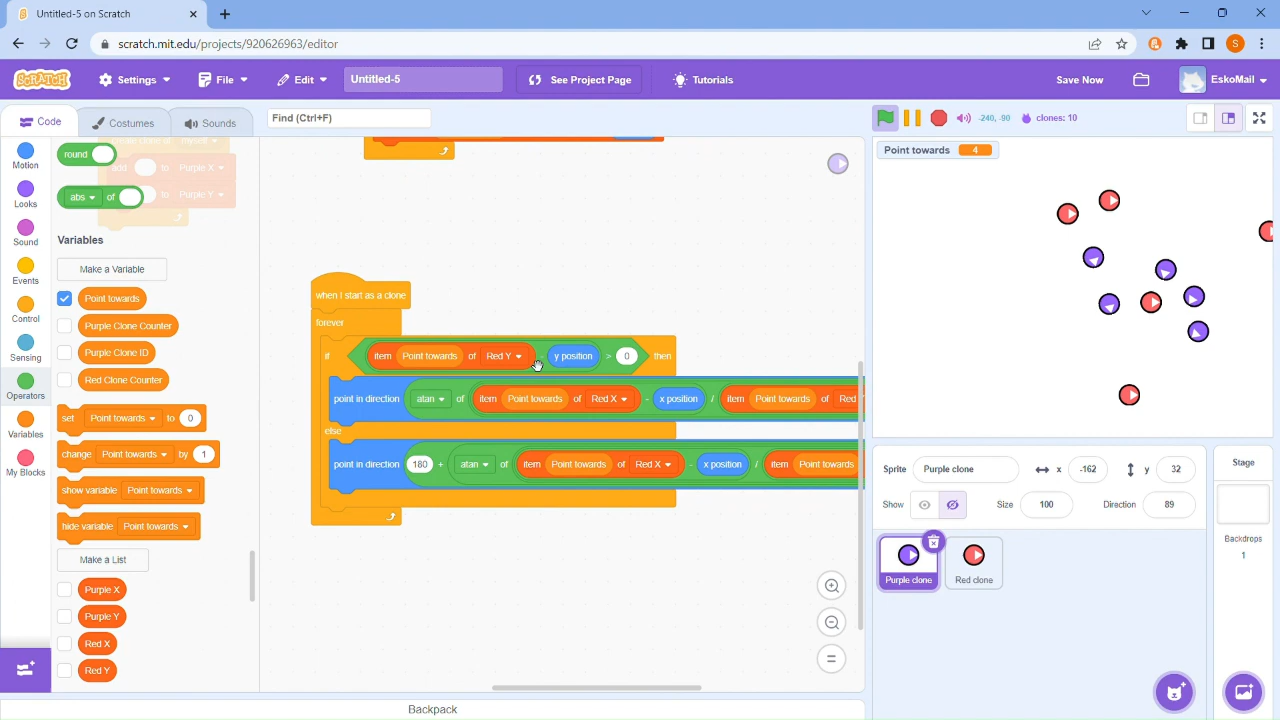 Untitled-5 on Scratch
scratch.mit.edu/projects/920626963/editor
S
SCRATCH Settings File Edit Untitled-5 See Project Page Tutorials Save Now EskoMail
Code Costumes Sounds Find (Ctrl+F) -240, -90 clones: 10
Motion
Looks
Sound
Events
Control
Sensing
Operators
Variables
My Blocks
round
add to Purple X
abs of
to Purple Y
Variables
Make a Variable
Point towards
Purple Clone Counter
Purple Clone ID
Red Clone Counter
set Point towards to 0
change Point towards by 1
show variable Point towards
hide variable Point towards
Make a List
Purple X
Purple Y
Red X
Red Y
when I start as a clone
forever
if item Point towards of Red Y - y position > 0 then
point in direction atan of item Point towards of Red X - x position / item Point towards of Red
else
point in direction 180 + atan of item Point towards of Red X - x position / item Point towards
Point towards 4
Sprite Purple clone x -162 y 32
Show Size 100 Direction 89
Purple clone
Red clone
Stage
Backdrops
1
Backpack